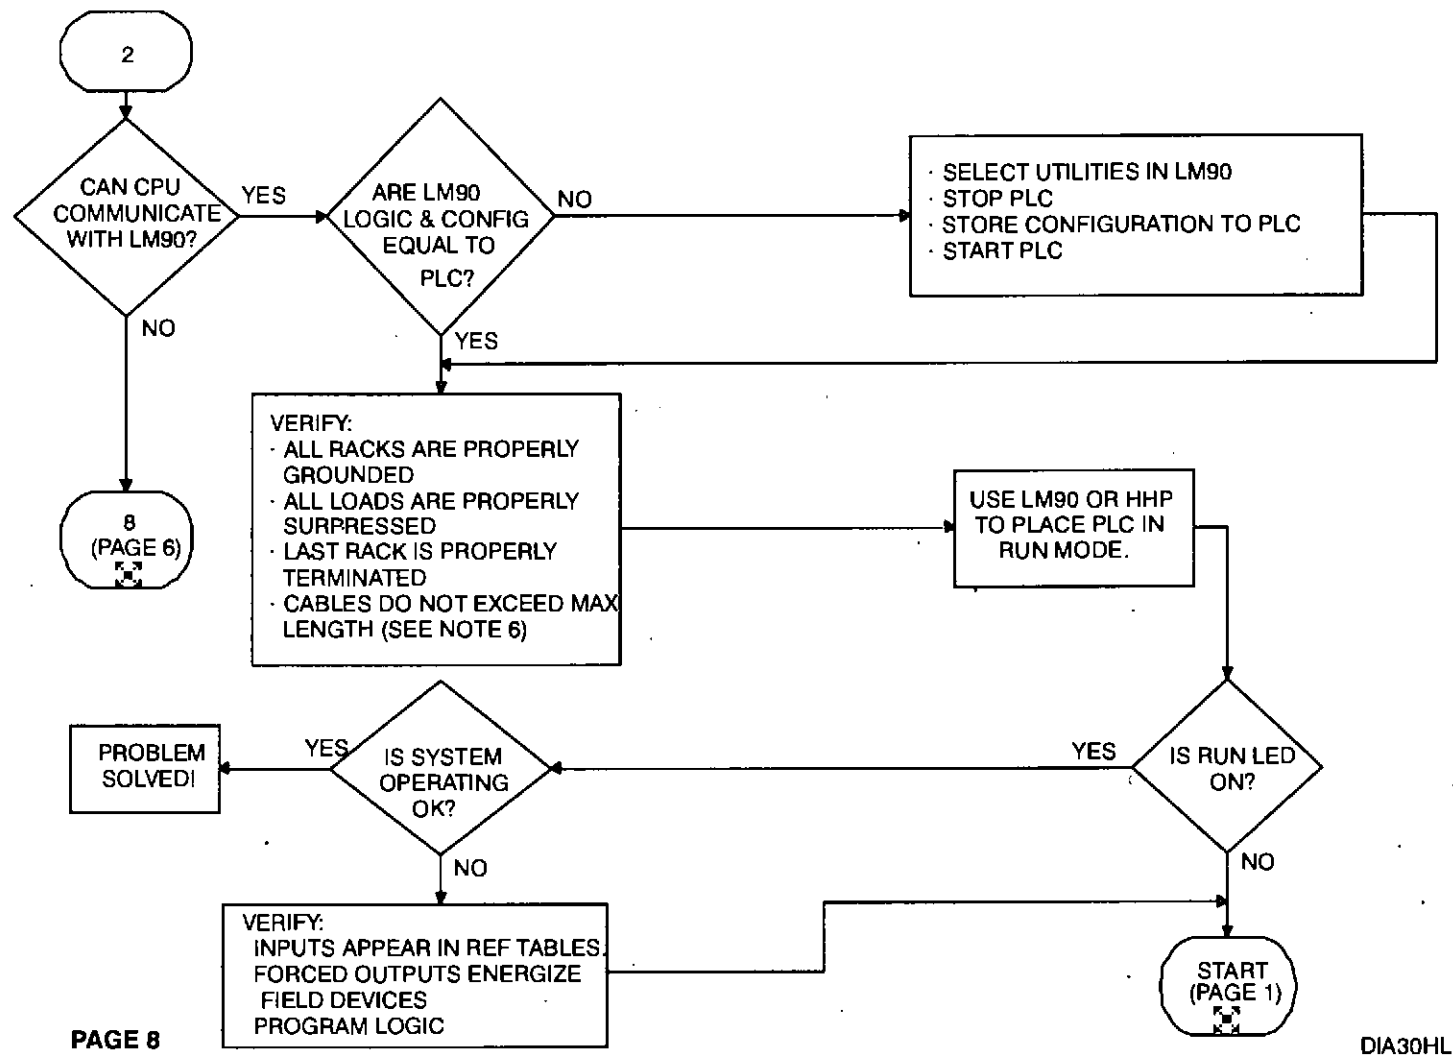 2
CAN CPU
COMMUNICATE
WITH LM90?
YES
NO
ARE LM90
LOGIC & CONFIG
EQUAL TO
PLC?
NO
YES
· SELECT UTILITIES IN LM90
· STOP PLC
· STORE CONFIGURATION TO PLC
· START PLC
8
(PAGE 6)
VERIFY:
· ALL RACKS ARE PROPERLY
GROUNDED
· ALL LOADS ARE PROPERLY
SURPRESSED
· LAST RACK IS PROPERLY
TERMINATED
· CABLES DO NOT EXCEED MAX
LENGTH (SEE NOTE 6)
USE LM90 OR HHP
TO PLACE PLC IN
RUN MODE.
IS RUN LED
ON?
YES
NO
IS SYSTEM
OPERATING
OK?
YES
NO
PROBLEM
SOLVED!
VERIFY:
INPUTS APPEAR IN REF TABLES.
FORCED OUTPUTS ENERGIZE
FIELD DEVICES
PROGRAM LOGIC
START
(PAGE 1)
PAGE 8
DIA30HL